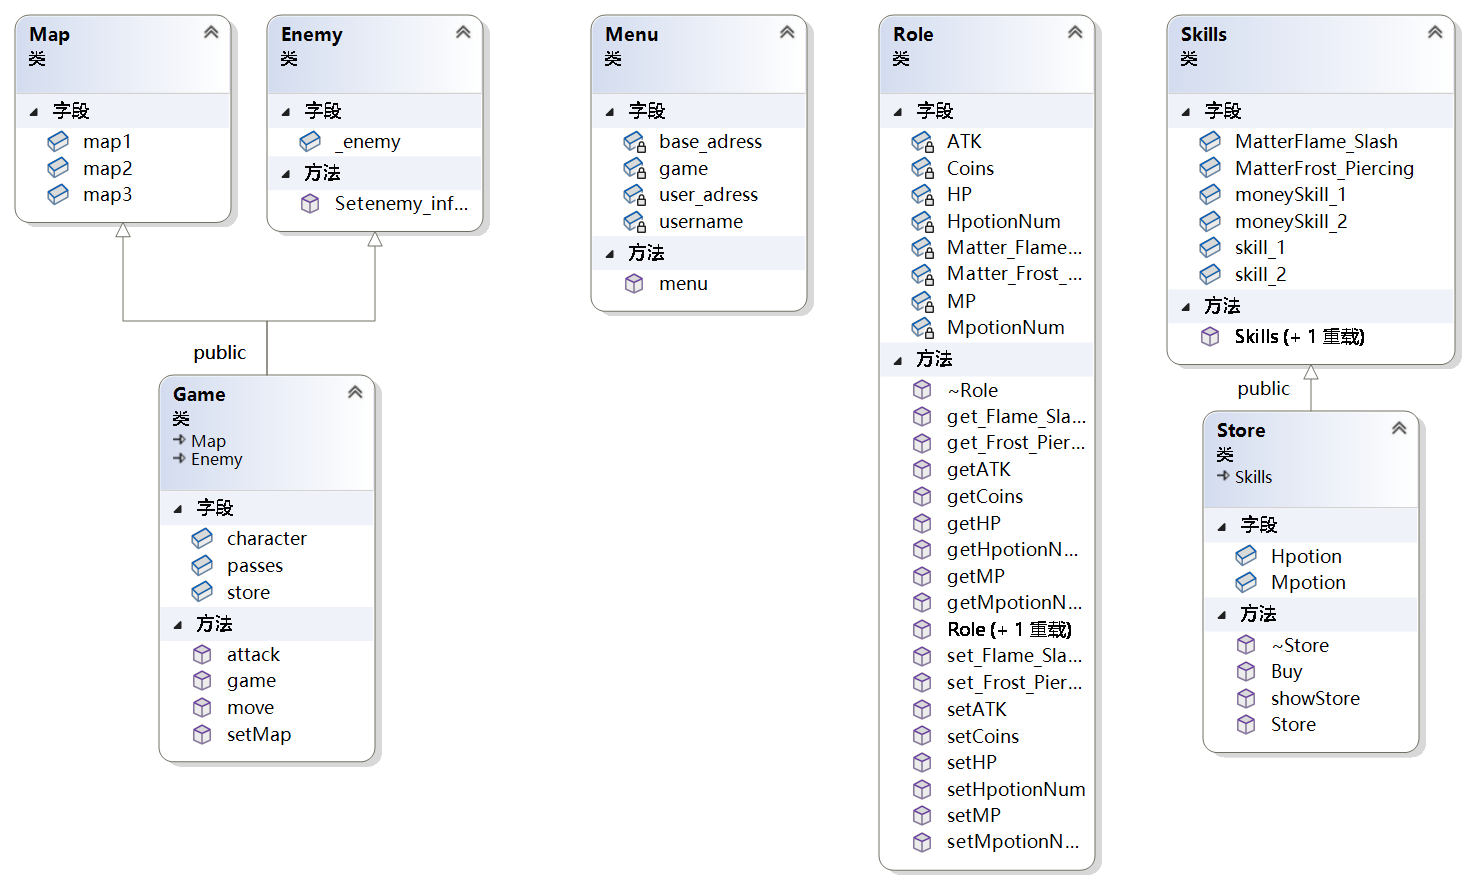 Map
类
字段
map1
map2
map3
Enemy
类
字段
_enemy
方法
Setenemy_inf...
public
Game
类
Map
Enemy
字段
character
passes
store
方法
attack
game
move
setMap
Menu
类
字段
base_adress
game
user_adress
username
方法
menu
Role
类
字段
ATK
Coins
HP
HpotionNum
Matter_Flame...
Matter_Frost_...
MP
MpotionNum
方法
~Role
get_Flame_Sla...
get_Frost_Pier...
getATK
getCoins
getHP
getHpotionN...
getMP
getMpotionN...
Role (+ 1 重载)
set_Flame_Sla...
set_Frost_Pier...
setATK
setCoins
setHP
setHpotionNum
setMP
setMpotionN...
Skills
类
字段
MatterFlame_Slash
MatterFrost_Piercing
moneySkill_1
moneySkill_2
skill_1
skill_2
方法
Skills (+ 1 重载)
public
Store
类
Skills
字段
Hpotion
Mpotion
方法
~Store
Buy
showStore
Store